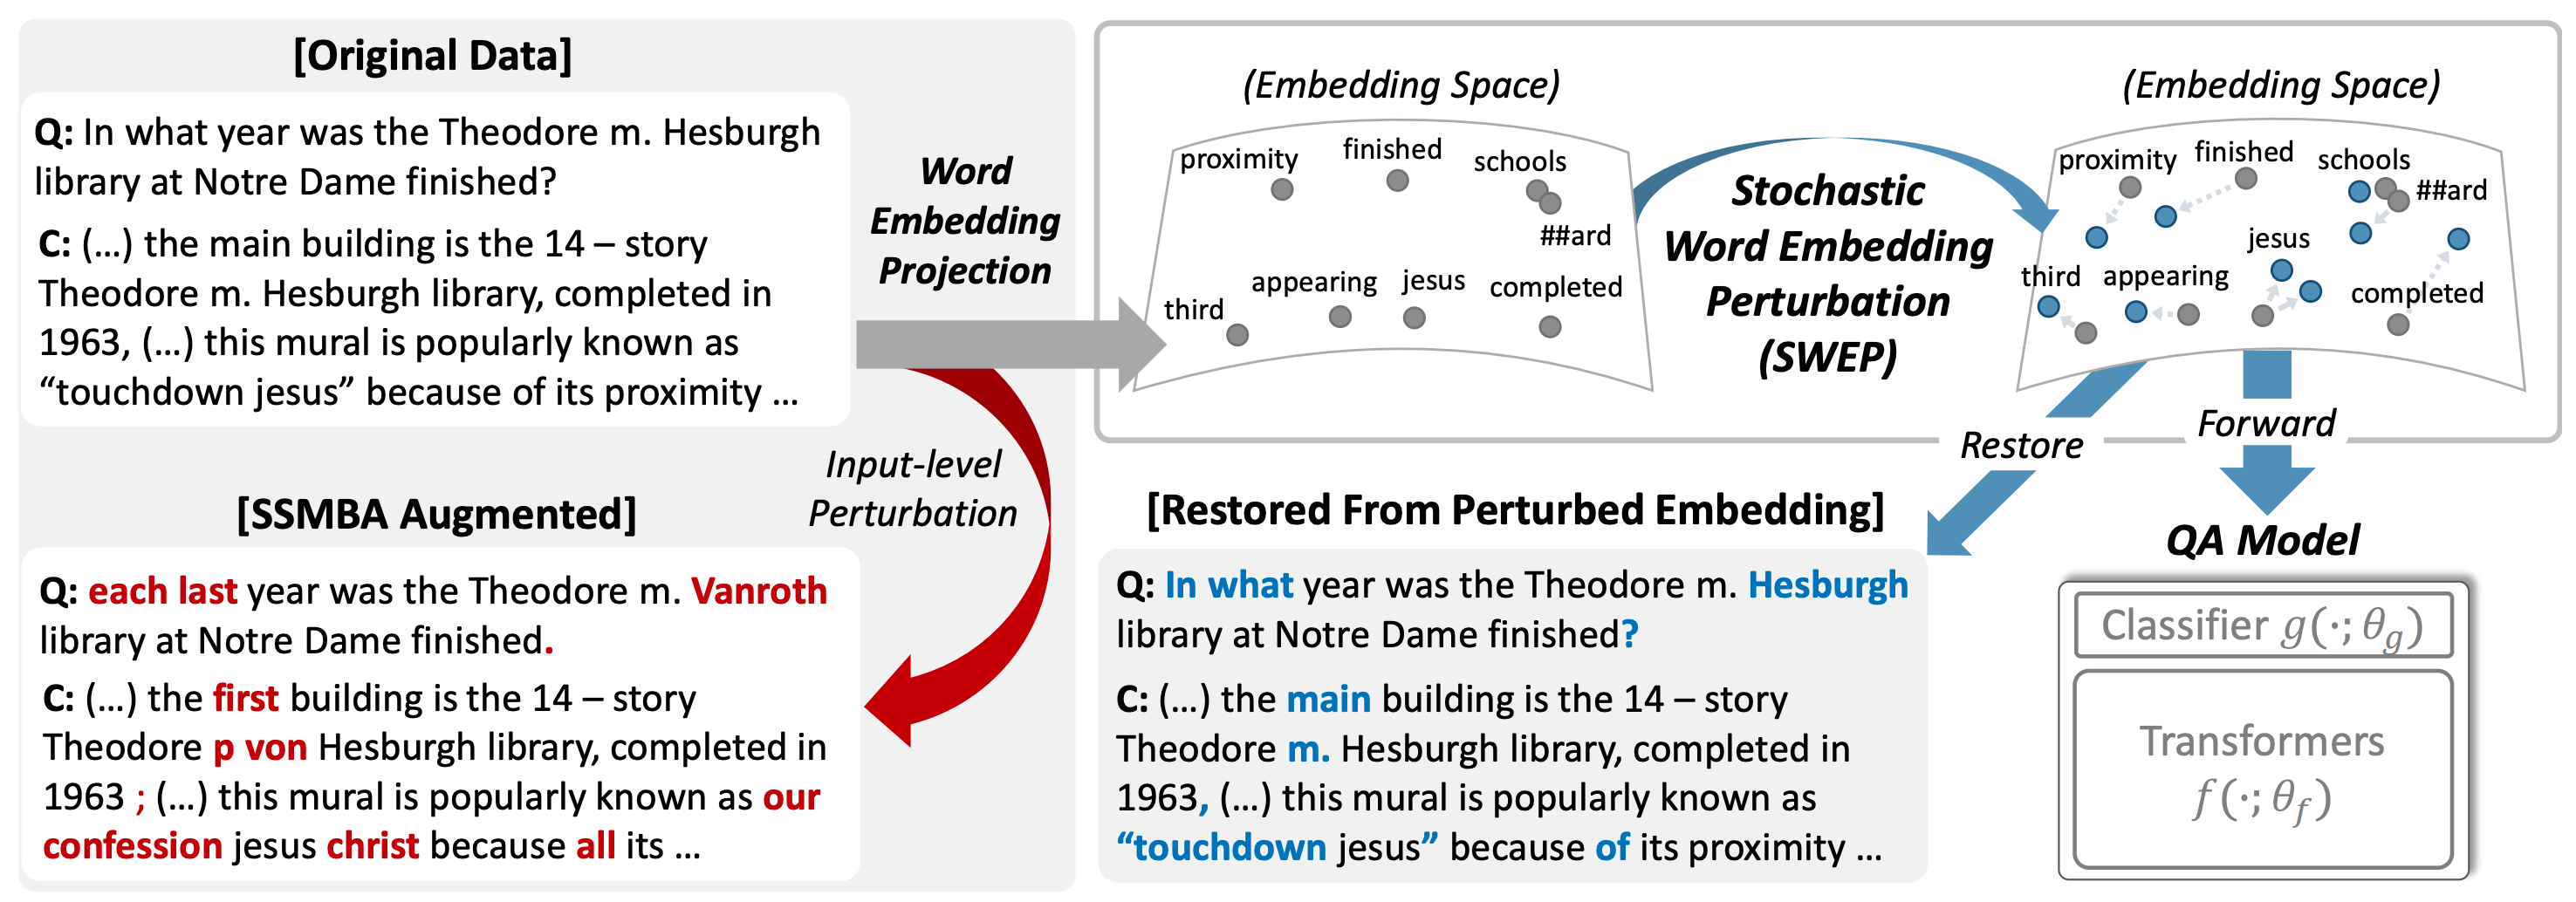 [Original Data]
Q: In what year was the Theodore m. Hesburgh
library at Notre Dame finished?
C: (...) the main building is the 14 – story
Theodore m. Hesburgh library, completed in
1963, (...) this mural is popularly known as
“touchdown jesus” because of its proximity ...
Word
Embedding
Projection
Input-level
Perturbation
[SSMBA Augmented]
Q: each last year was the Theodore m. Vanroth
library at Notre Dame finished.
C: (...) the first building is the 14 – story
Theodore p von Hesburgh library, completed in
1963 ; (...) this mural is popularly known as our
confession jesus christ because all its ...
(Embedding Space)
proximity
finished
schools
##ard
appearing
jesus
completed
third
Stochastic
Word Embedding
Perturbation
(SWEP)
(Embedding Space)
proximity
finished
schools
##ard
jesus
third
appearing
completed
Restore
Forward
[Restored From Perturbed Embedding]
Q: In what year was the Theodore m. Hesburgh
library at Notre Dame finished?
C: (...) the main building is the 14 – story
Theodore m. Hesburgh library, completed in
1963, (...) this mural is popularly known as
“touchdown jesus” because of its proximity ...
QA Model
Classifier g(·; θg)
Transformers
f(·; θf)